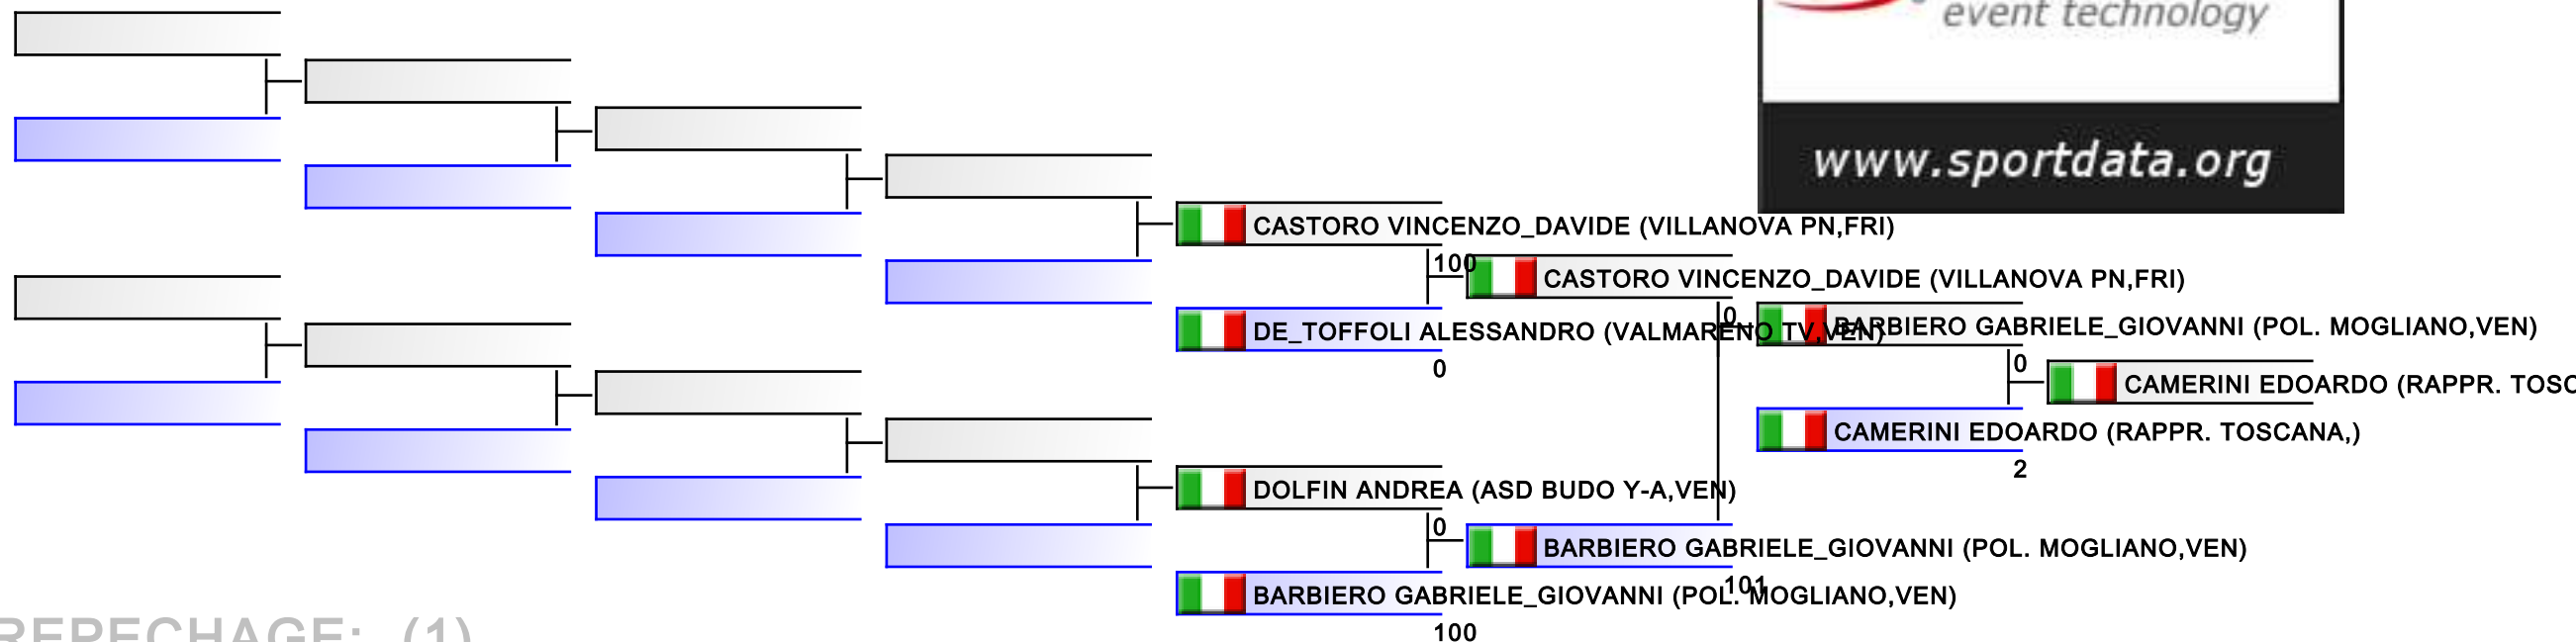 event technology
www.sportdata.org
CASTORO VINCENZO_DAVIDE (VILLANOVA PN,FRI)
100
CASTORO VINCENZO_DAVIDE (VILLANOVA PN,FRI)
DE_TOFFOLI ALESSANDRO (VALMARENO TV,VEN)
0
0
BARBIERO GABRIELE_GIOVANNI (POL. MOGLIANO,VEN)
0
CAMERINI EDOARDO (RAPPR. TOSC
CAMERINI EDOARDO (RAPPR. TOSCANA,)
2
DOLFIN ANDREA (ASD BUDO Y-A,VEN)
0
BARBIERO GABRIELE_GIOVANNI (POL. MOGLIANO,VEN)
101
BARBIERO GABRIELE_GIOVANNI (POL. MOGLIANO,VEN)
100
REPECHAGE: (1)